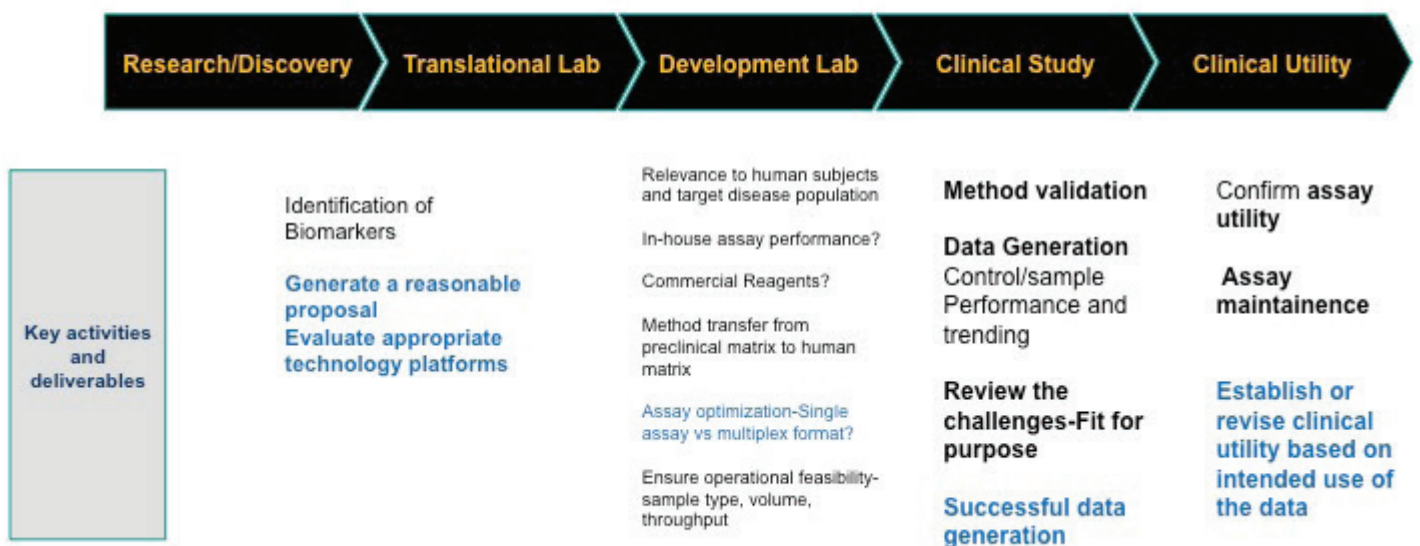 Research/Discovery
Translational Lab
Development Lab
Clinical Study
Clinical Utility
Key activities
and
deliverables
Identification of
Biomarkers
Generate a reasonable
proposal
Evaluate appropriate
technology platforms
Relevance to human subjects
and target disease population
In-house assay performance?
Commercial Reagents?
Method transfer from
preclinical matrix to human
matrix
Assay optimization-Single
assay vs multiplex format?
Ensure operational feasibility-
sample type, volume,
throughput
Method validation
Data Generation
Control/sample
Performance and
trending
Review the
challenges-Fit for
purpose
Successful data
generation
Confirm assay
utility
Assay
maintainence
Establish or
revise clinical
utility based on
intended use of
the data